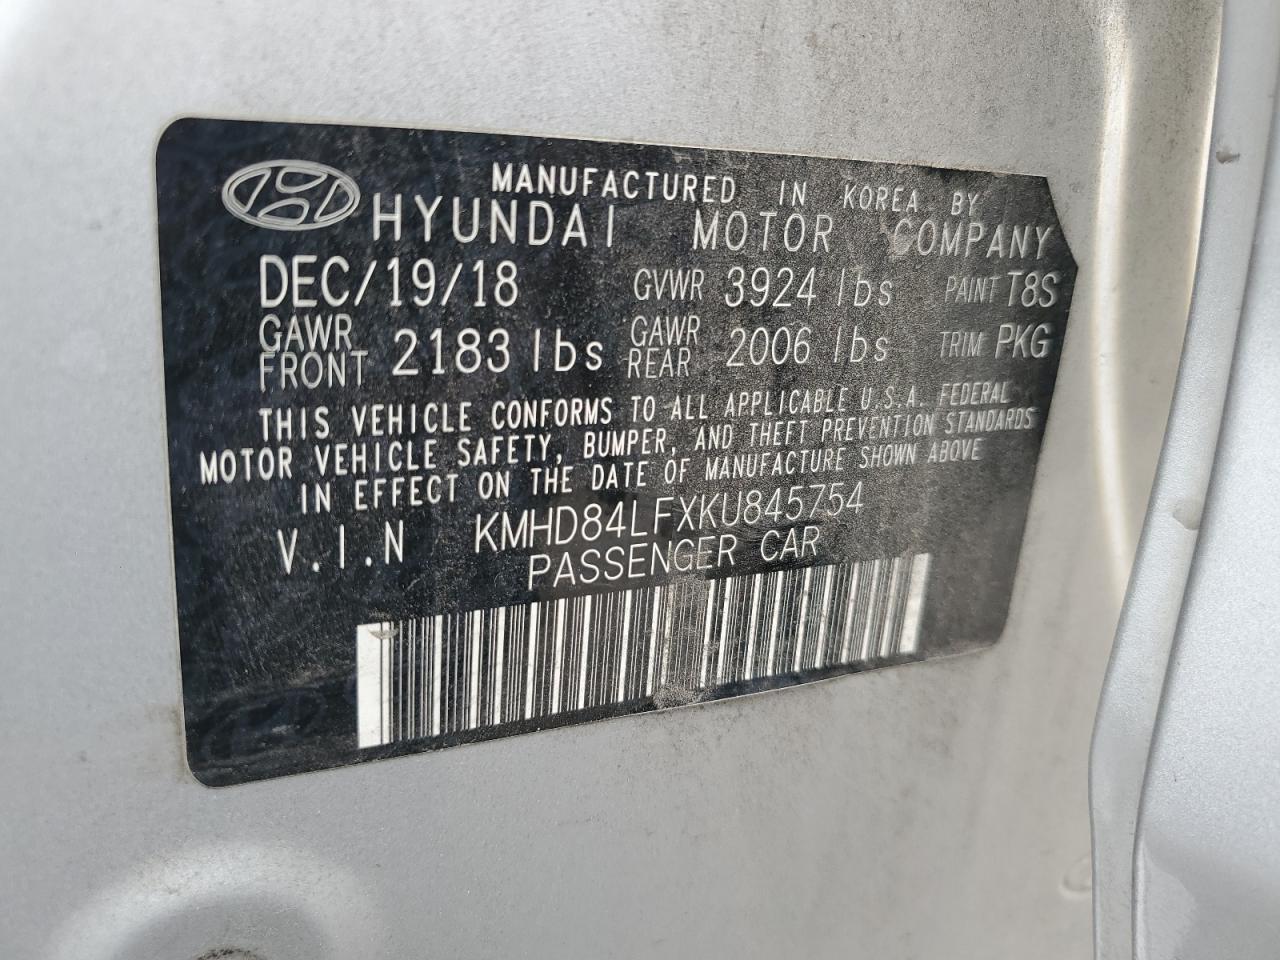 MANUFACTURED IN KOREA BY
HYUNDAI MOTOR COMPANY
DEC/19/18 GVWR 3924 lbs PAINT T8S
GAWR FRONT 2183 lbs GAWR REAR 2006 lbs TRIM PKG
THIS VEHICLE CONFORMS TO ALL APPLICABLE U.S.A. FEDERAL
MOTOR VEHICLE SAFETY, BUMPER, AND THEFT PREVENTION STANDARDS
IN EFFECT ON THE DATE OF MANUFACTURE SHOWN ABOVE
V.I.N KMHD84LFXKU845754
PASSENGER CAR